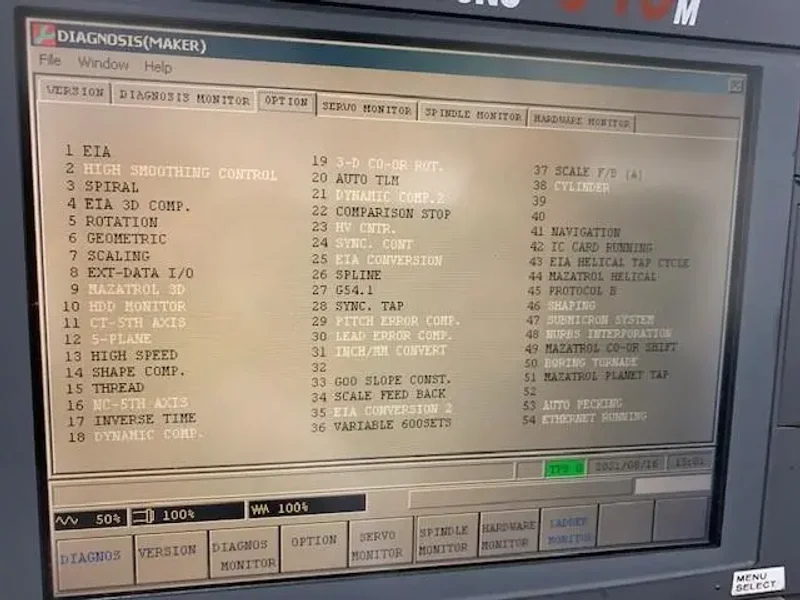 M
DIAGNOSIS(MAKER)
File Window Help
VERSION DIAGNOSIS MONITOR OPTION SERVO MONITOR SPINDLE MONITOR HARDWARE MONITOR
1 EIA
2 HIGH SMOOTHING CONTROL
3 SPIRAL
4 EIA 3D COMP.
5 ROTATION
6 GEOMETRIC
7 SCALING
8 EXT-DATA I/O
9 MAZATROL 3D
10 HDD MONITOR
11 CT-5TH AXIS
12 5-PLANE
13 HIGH SPEED
14 SHAPE COMP.
15 THREAD
16 NC-5TH AXIS
17 INVERSE TIME
18 DYNAMIC COMP.
19 3-D CO-OR ROT.
20 AUTO TLM
21 DYNAMIC COMP.2
22 COMPARISON STOP
23 HV CNTR.
24 SYNC. CONT
25 EIA CONVERSION
26 SPLINE
27 G54.1
28 SYNC. TAP
29 PITCH ERROR COMP.
30 LEAD ERROR COMP.
31 INCH/MM CONVERT
32
33 G00 SLOPE CONST.
34 SCALE FEED BACK
35 EIA CONVERSION 2
36 VARIABLE 600SETS
37 SCALE F/B (A)
38 CYLINDER
39
40
41 NAVIGATION
42 IC CARD RUNNING
43 EIA HELICAL TAP CYCLE
44 MAZATROL HELICAL
45 PROTOCOL B
46 SHAPING
47 SUBMICRON SYSTEM
48 NURBS INTERPORATION
49 MAZATROL CO-OR SHIFT
50 BORING TORNADE
51 MAZATROL PLANET TAP
52
53 AUTO PECKING
54 ETHERNET RUNNING
TPS 0 2021/08/16
50% 100% 100%
DIAGNOS VERSION DIAGNOS MONITOR OPTION SERVO MONITOR SPINDLE MONITOR HARDWARE MONITOR LADDER MONITOR
MENU
SELECT